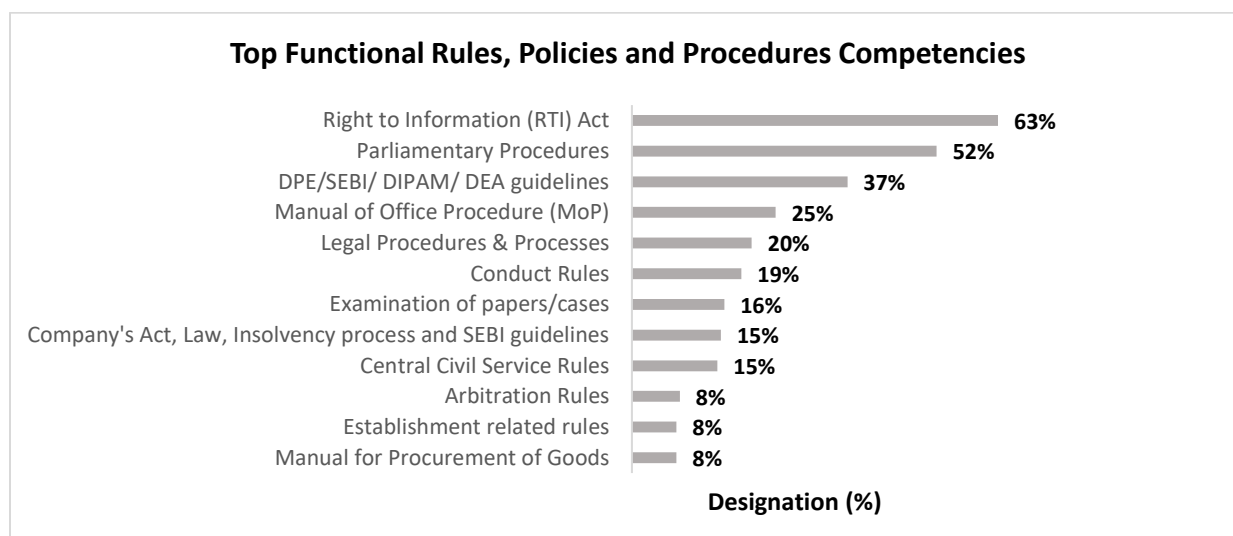 Top Functional Rules, Policies and Procedures Competencies
Right to Information (RTI) Act 63%
Parliamentary Procedures 52%
DPE/SEBI/ DIPAM/ DEA guidelines 37%
Manual of Office Procedure (MoP) 25%
Legal Procedures & Processes 20%
Conduct Rules 19%
Examination of papers/cases 16%
Company's Act, Law, Insolvency process and SEBI guidelines 15%
Central Civil Service Rules 15%
Arbitration Rules 8%
Establishment related rules 8%
Manual for Procurement of Goods 8%
Designation (%)